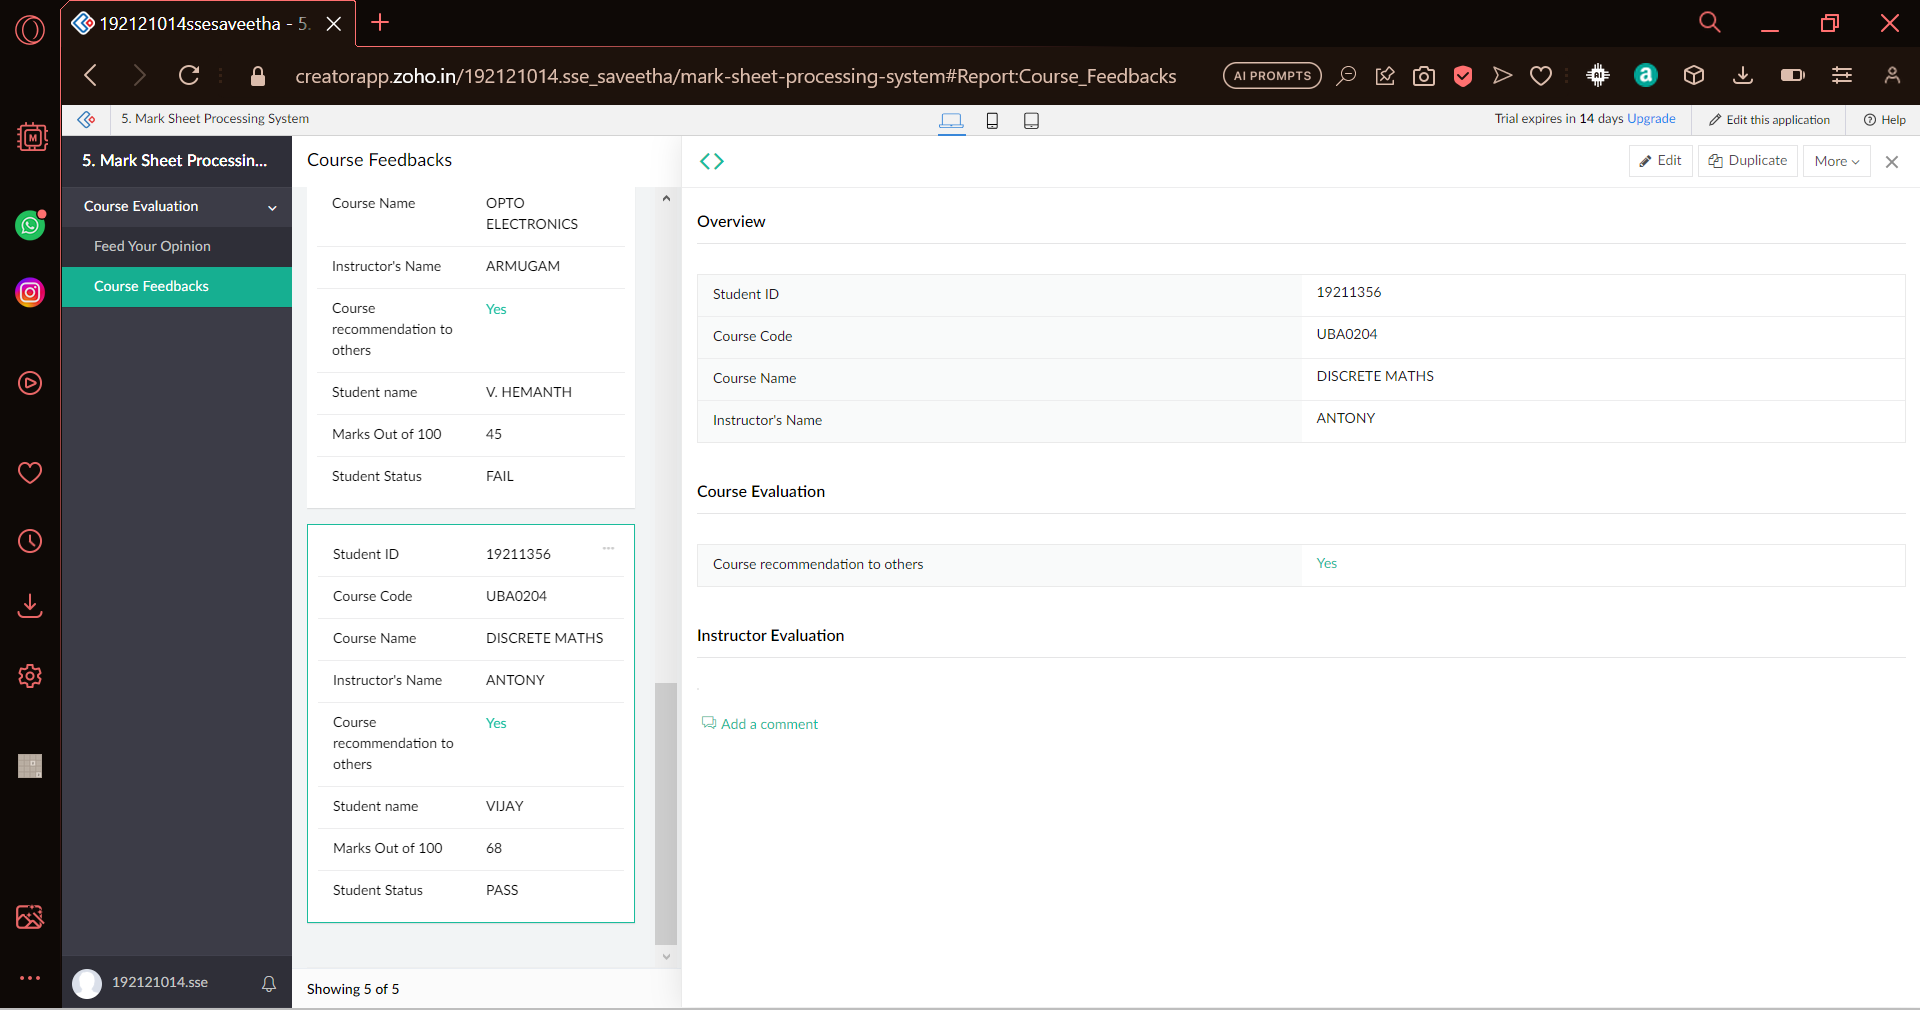 192121014ssesaveetha - 5.
creatorapp.zoho.in/192121014.sse_saveetha/mark-sheet-processing-system#Report:Course_Feedbacks
AI PROMPTS
5. Mark Sheet Processing System
Trial expires in 14 days Upgrade
Edit this application
Help
5. Mark Sheet Processin...
Course Evaluation
Feed Your Opinion
Course Feedbacks
192121014.sse
Course Feedbacks
Course Name OPTO
ELECTRONICS
Instructor's Name ARMUGAM
Course Yes
recommendation to
others
Student name V. HEMANTH
Marks Out of 100 45
Student Status FAIL
Student ID 19211356
Course Code UBA0204
Course Name DISCRETE MATHS
Instructor's Name ANTONY
Course Yes
recommendation to
others
Student name VIJAY
Marks Out of 100 68
Student Status PASS
Showing 5 of 5
Edit
Duplicate
More
Overview
Student ID 19211356
Course Code UBA0204
Course Name DISCRETE MATHS
Instructor's Name ANTONY
Course Evaluation
Course recommendation to others Yes
Instructor Evaluation
Add a comment